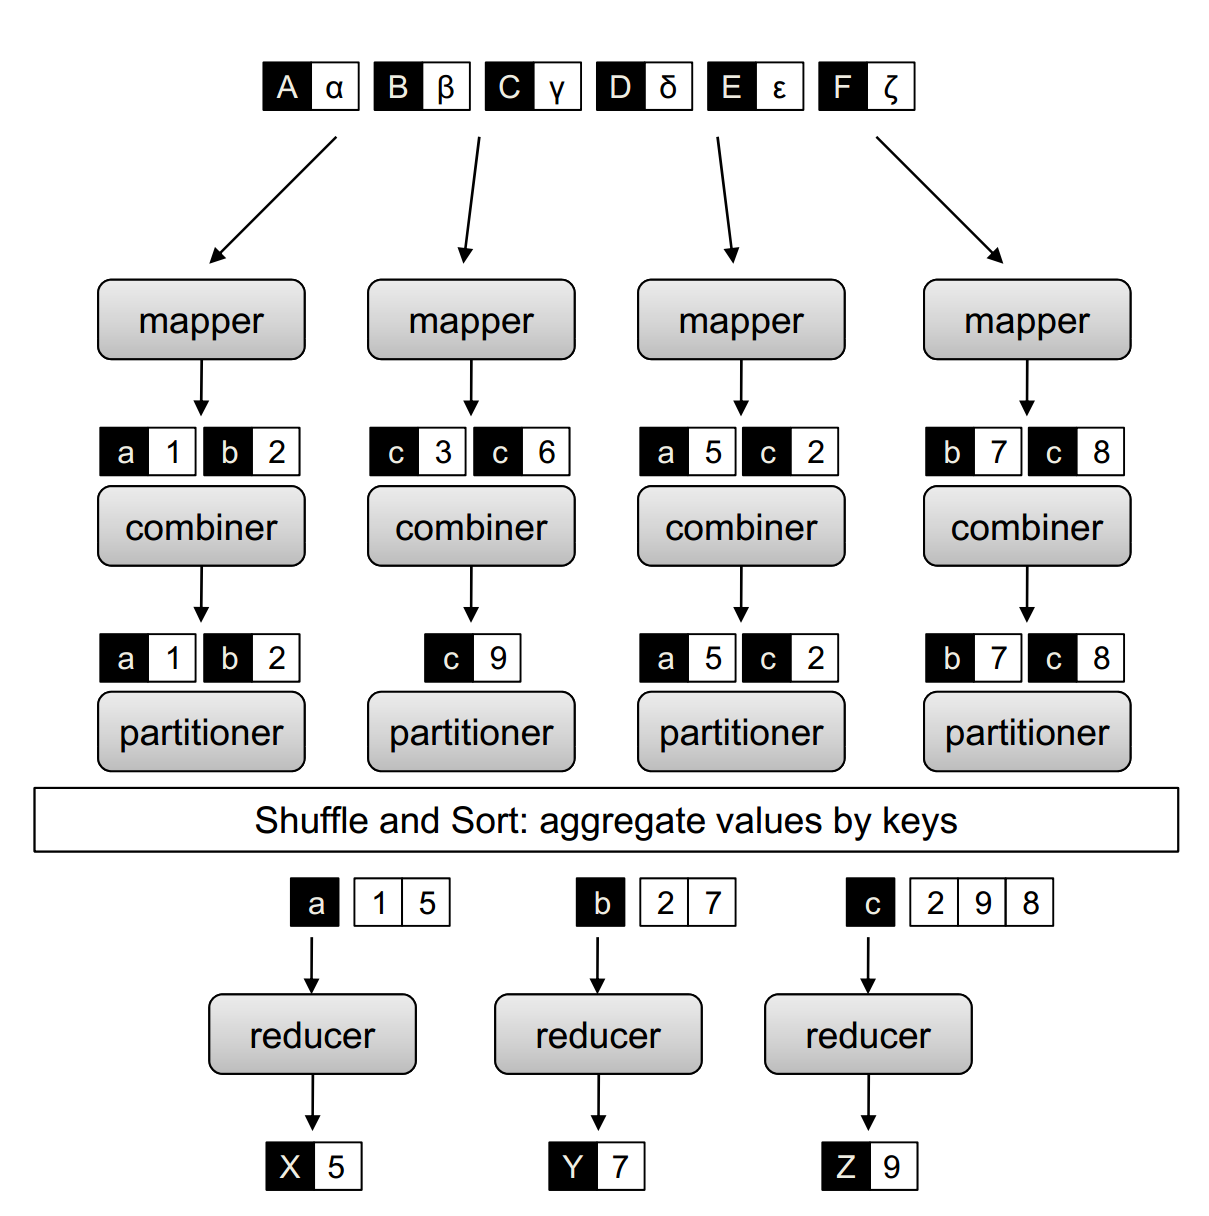 A α B β C γ D δ E ε F ζ
mapper mapper mapper mapper
a 1 b 2 c 3 c 6 a 5 c 2 b 7 c 8
combiner combiner combiner combiner
a 1 b 2 c 9 a 5 c 2 b 7 c 8
partitioner partitioner partitioner partitioner
Shuffle and Sort: aggregate values by keys
a 1 5 b 2 7 c 2 9 8
reducer reducer reducer
X 5 Y 7 Z 9